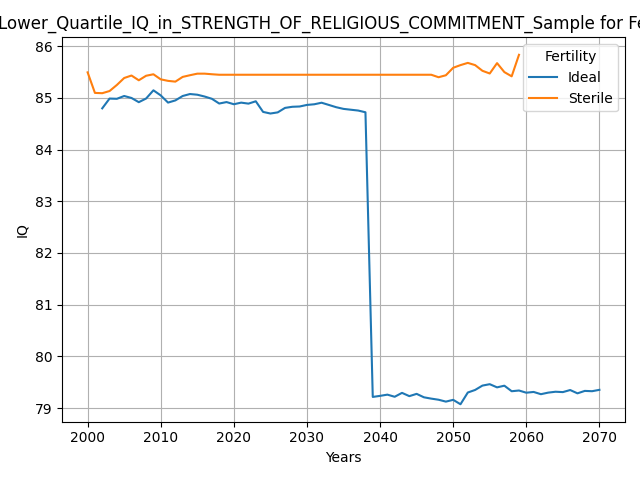 Lower_Quartile_IQ_in_STRENGTH_OF_RELIGIOUS_COMMITMENT_Sample for Fe
86
85
84
83
82
81
80
79
IQ
2000 2010 2020 2030 2040 2050 2060 2070
Years
Fertility
Ideal
Sterile